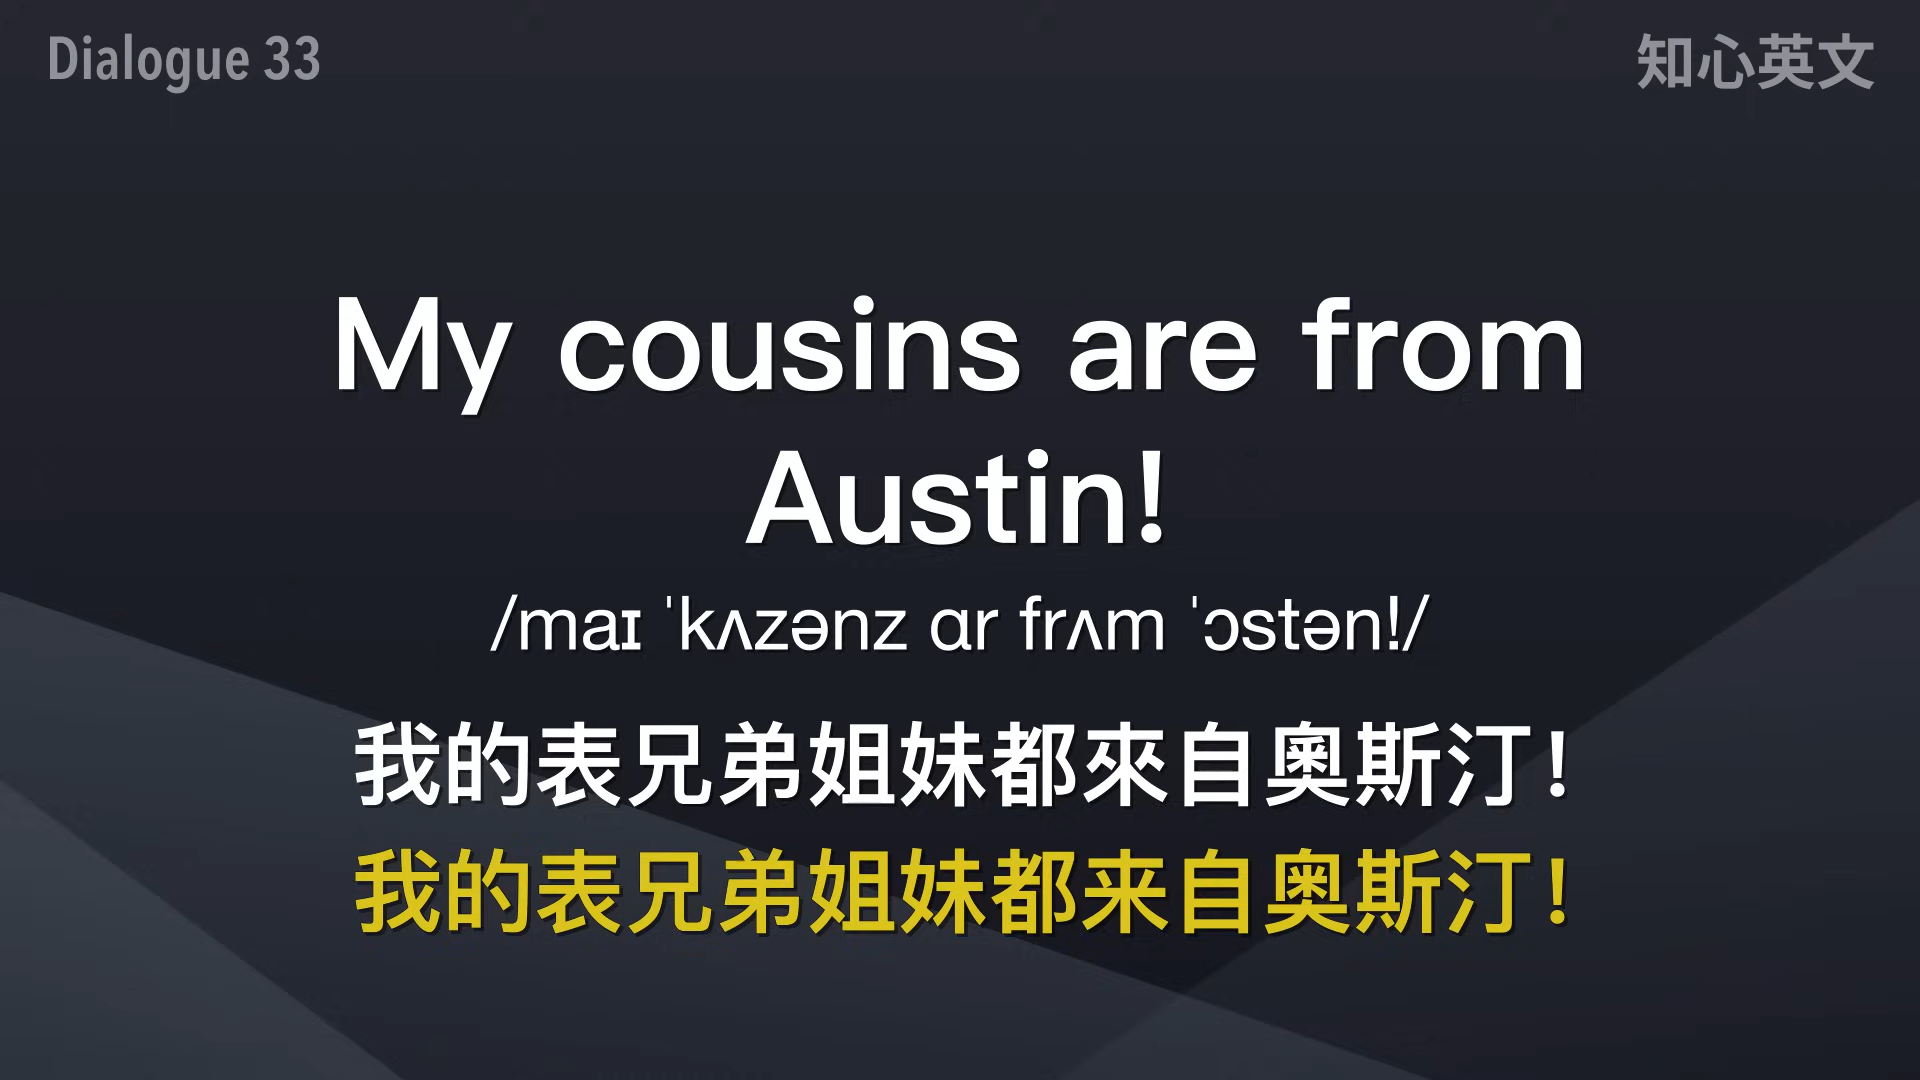 Dialogue 33
知心英文
My cousins are from
Austin!
/maɪ ˈkʌzənz ɑr frʌm ˈɔstən!/
我的表兄弟姐妹都來自奧斯汀!
我的表兄弟姐妹都来自奥斯汀!